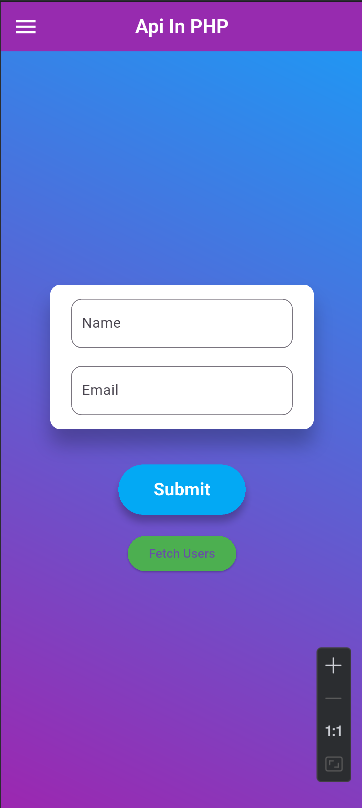 Api In PHP
Name
Email
Submit
Fetch Users
1:1